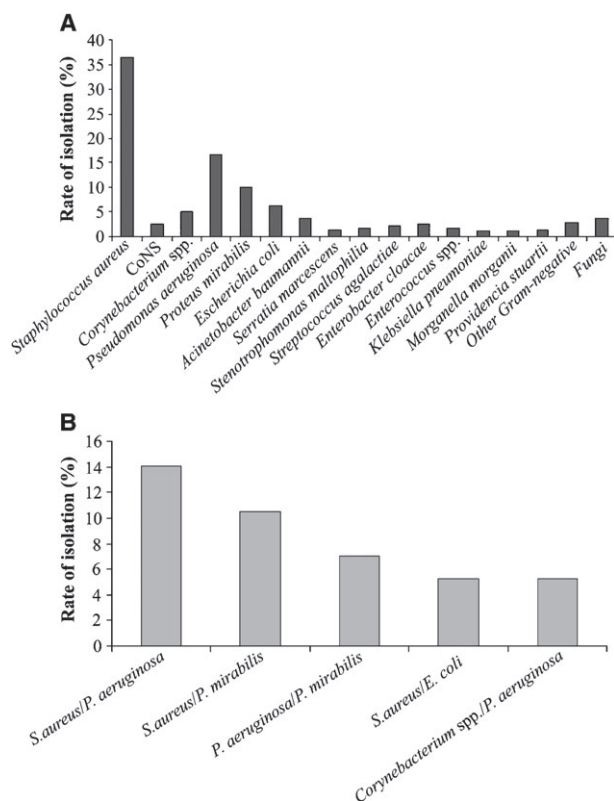 A
Rate of isolation (%)
40
35
30
25
20
15
10
5
0
Staphylococcus aureus
CoNS
Corynebacterium spp.
Pseudomonas aeruginosa
Proteus mirabilis
Escherichia coli
Acinetobacter baumannii
Serratia marcescens
Stenotrophomonas maltophilia
Streptococcus agalactiae
Enterobacter cloacae
Enterococcus spp.
Klebsiella pneumoniae
Morganella morganii
Providencia stuartii
Other Gram-negative
Fungi
B
Rate of isolation (%)
16
14
12
10
8
6
4
2
0
S.aureus/P. aeruginosa
S.aureus/P. mirabilis
P. aeruginosa/P. mirabilis
S.aureus/E. coli
Corynebacterium spp./P. aeruginosa